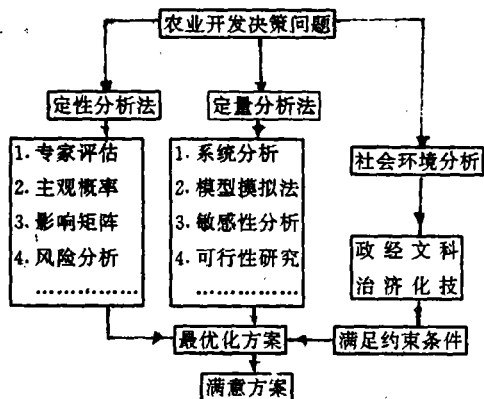 农业开发决策问题
定性分析法
定量分析法
社会环境分析
1. 专家评估
2. 主观概率
3. 影响矩阵
4. 风险分析
……………
1. 系统分析
2. 模型摸拟法
3. 敏感性分析
4. 可行性研究
……………
政经文科
治济化技
最优化方案
满足约束条件
满意方案